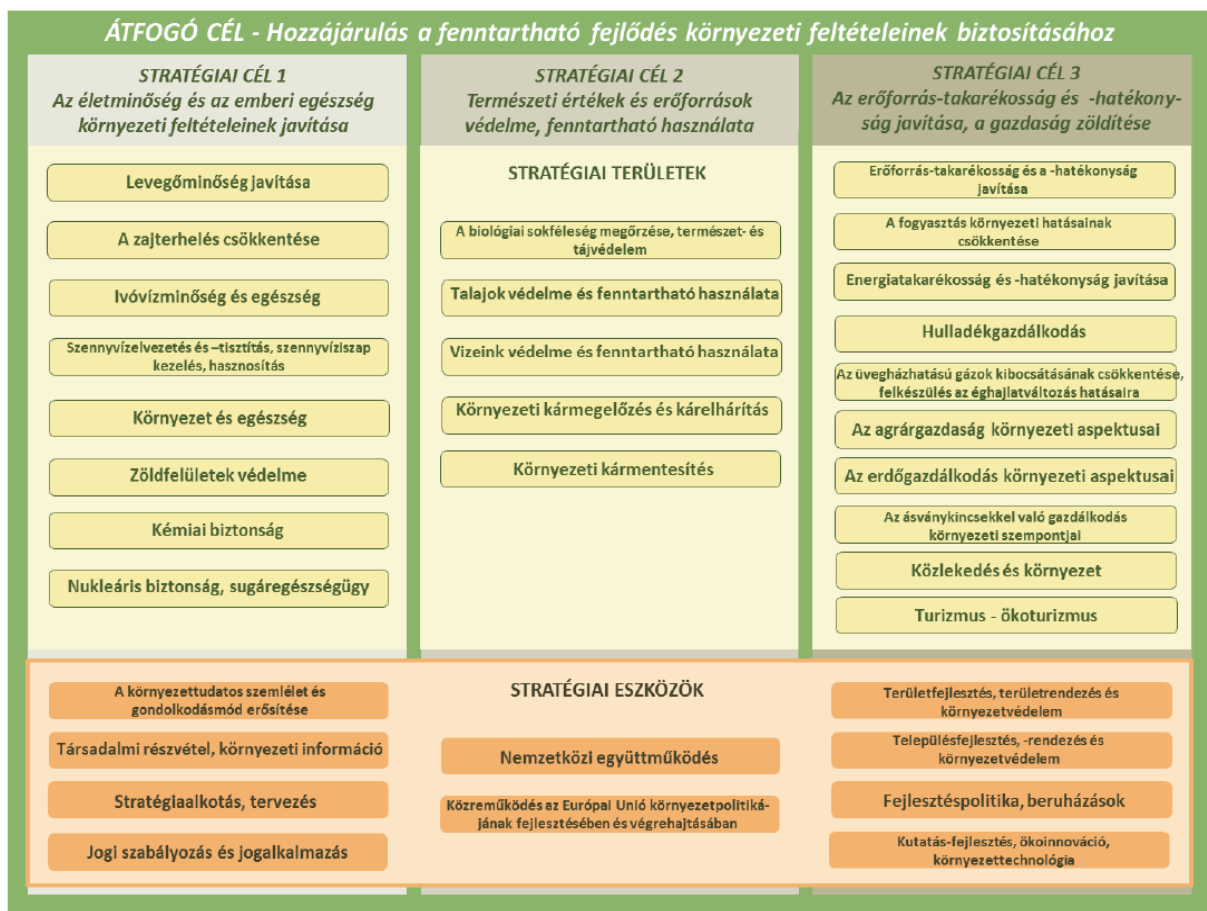 ÁTFOGÓ CÉL - Hozzájárulás a fenntartható fejlődés környezeti feltételeinek biztosításához
STRATÉGIAI CÉL 1
Az életminőség és az emberi egészség
környezeti feltételeinek javítása
Levegőminőség javítása
A zajterhelés csökkentése
Ivóvízminőség és egészség
Szennyvízelvezetés és –tisztítás, szennyvíziszap
kezelés, hasznosítás
Környezet és egészség
Zöldfelületek védelme
Kémiai biztonság
Nukleáris biztonság, sugáregészségügy
STRATÉGIAI CÉL 2
Természeti értékek és erőforrások
védelme, fenntartható használata
STRATÉGIAI TERÜLETEK
A biológiai sokféleség megőrzése, természet- és
tájvédelem
Talajok védelme és fenntartható használata
Vizeink védelme és fenntartható használata
Környezeti kármegelőzés és kárelhárítás
Környezeti kármentesítés
STRATÉGIAI CÉL 3
Az erőforrás-takarékosság és -hatékony-
ság javítása, a gazdaság zöldítése
Erőforrás-takarékosság és a -hatékonyság
javítása
A fogyasztás környezeti hatásainak
csökkentése
Energiatakarékosság és -hatékonyság javítása
Hulladékgazdálkodás
Az üvegházhatású gázok kibocsátásának csökkentése,
felkészülés az éghajlatváltozás hatásaira
Az agrárgazdaság környezeti aspektusai
Az erdőgazdálkodás környezeti aspektusai
Az ásványkincsekkel való gazdálkodás
környezeti szempontjai
Közlekedés és környezet
Turizmus - ökoturizmus
A környezettudatos szemlélet és
gondolkodásmód erősítése
Társadalmi részvétel, környezeti információ
Stratégiaalkotás, tervezés
Jogi szabályozás és jogalkalmazás
STRATÉGIAI ESZKÖZÖK
Nemzetközi együttműködés
Közreműködés az Európai Unió környezetpolitiká-
jának fejlesztésében és végrehajtásában
Területfejlesztés, területrendezés és
környezetvédelem
Településfejlesztés, -rendezés és
környezetvédelem
Fejlesztéspolitika, beruházások
Kutatás-fejlesztés, ökoinnováció,
környezettechnológia